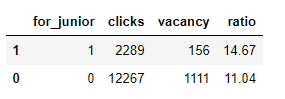 for_junior clicks vacancy ratio
1 1 2289 156 14.67
0 0 12267 1111 11.04